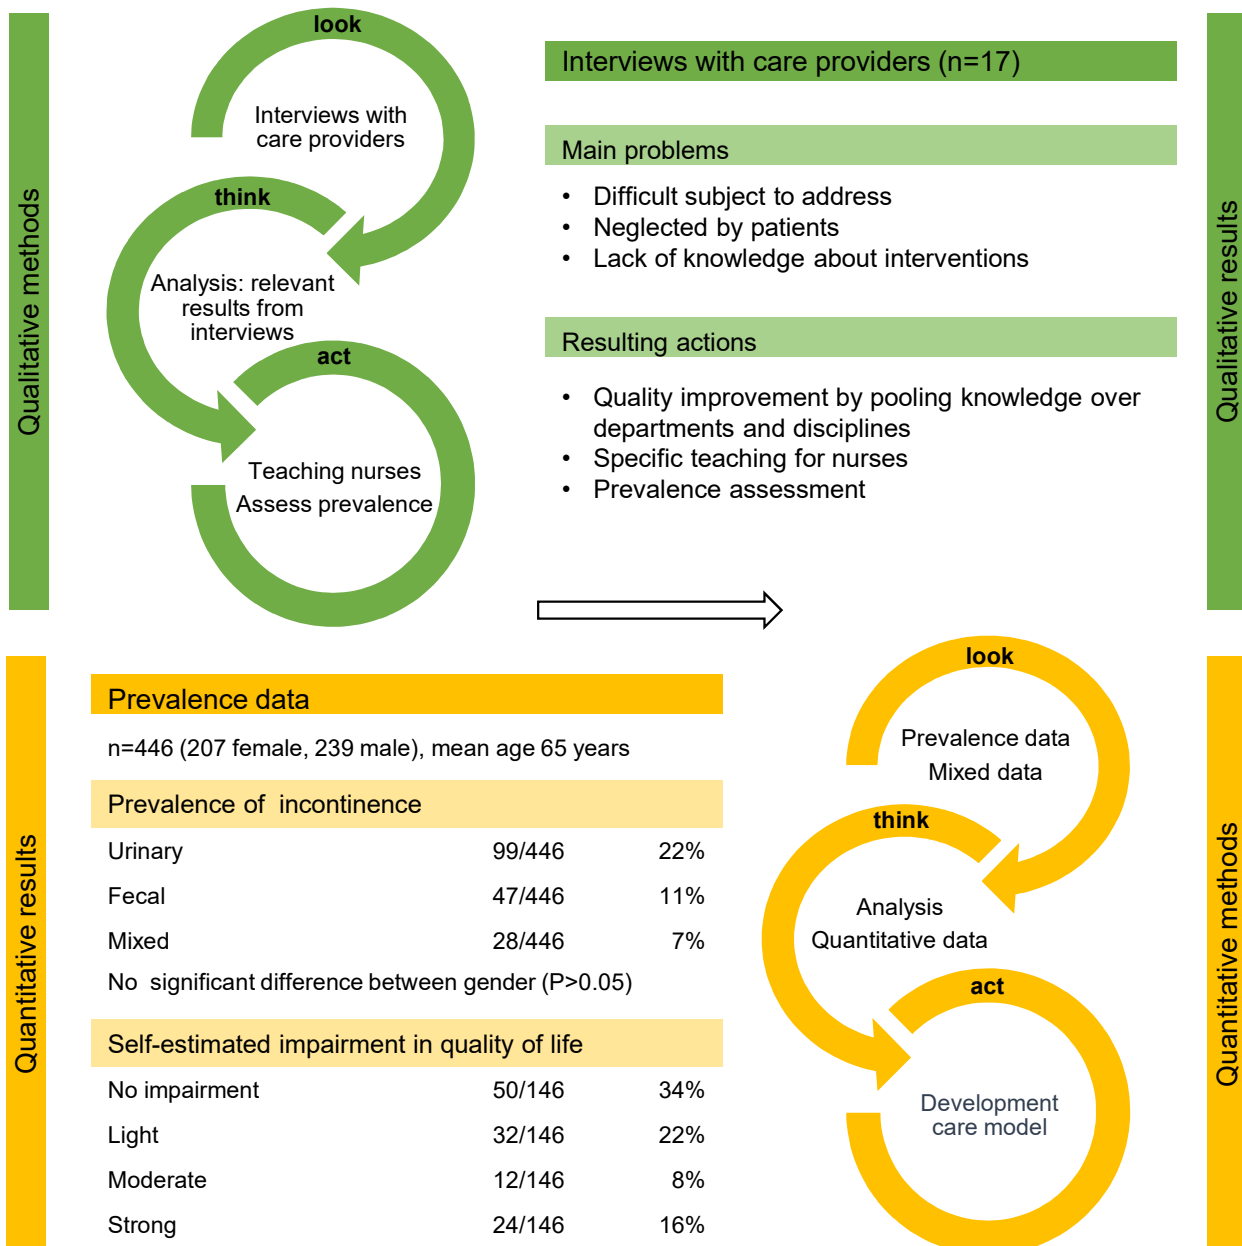 Qualitative methods
look
Interviews with
care providers
think
Analysis: relevant
results from
interviews
act
Teaching nurses
Assess prevalence
Interviews with care providers (n=17)
Main problems
• Difficult subject to address
• Neglected by patients
• Lack of knowledge about interventions
Resulting actions
• Quality improvement by pooling knowledge over
departments and disciplines
• Specific teaching for nurses
• Prevalence assessment
Qualitative results
Quantitative results
Prevalence data
n=446 (207 female, 239 male), mean age 65 years
Prevalence of incontinence
Urinary 99/446 22%
Fecal 47/446 11%
Mixed 28/446 7%
No significant difference between gender (P>0.05)
Self-estimated impairment in quality of life
No impairment 50/146 34%
Light 32/146 22%
Moderate 12/146 8%
Strong 24/146 16%
look
Prevalence data
Mixed data
think
Analysis
Quantitative data
act
Development
care model
Quantitative methods